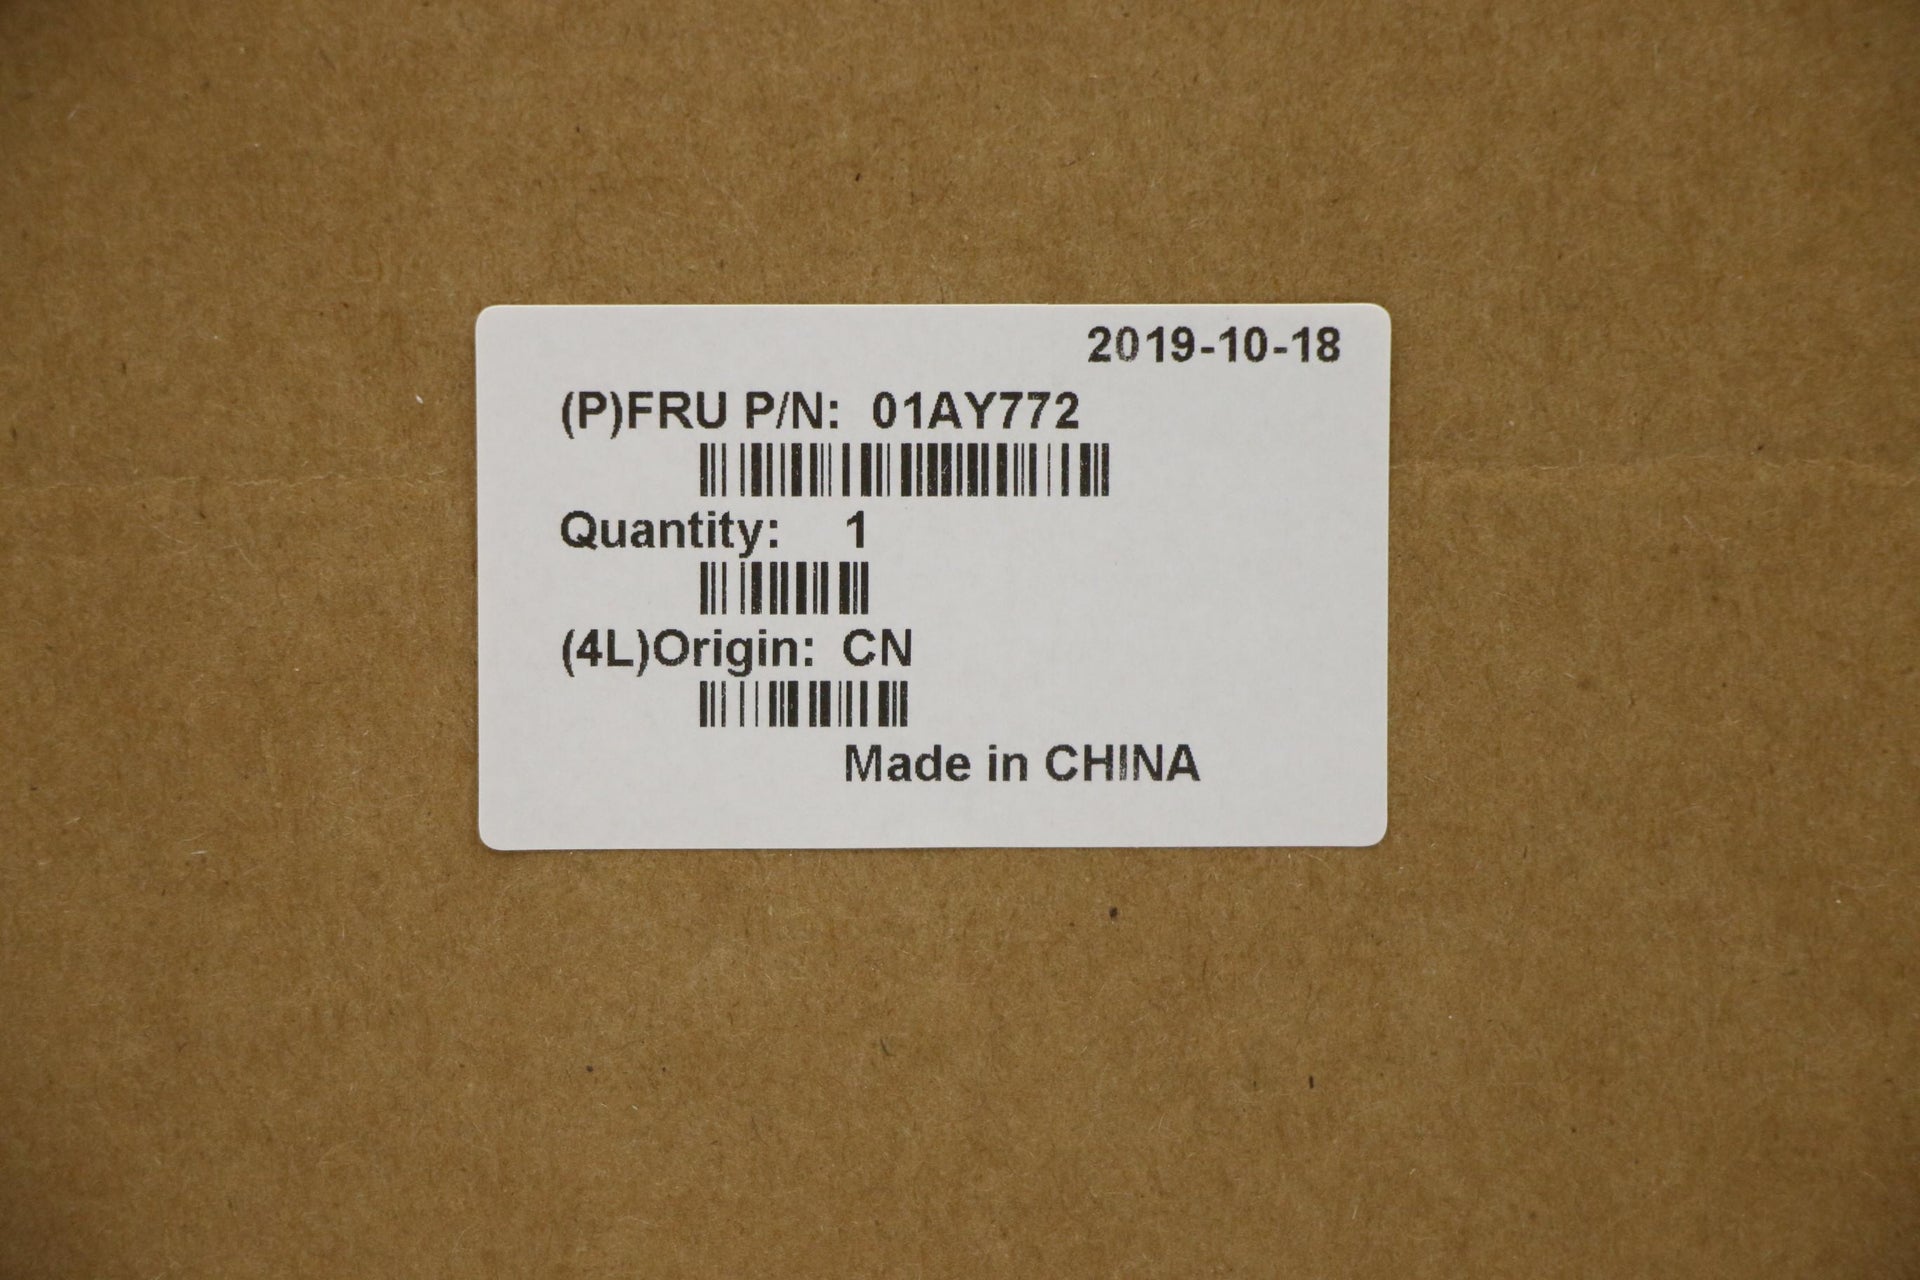 2019-10-18
(P)FRU P/N: 01AY772
Quantity: 1
(4L)Origin: CN
Made in CHINA